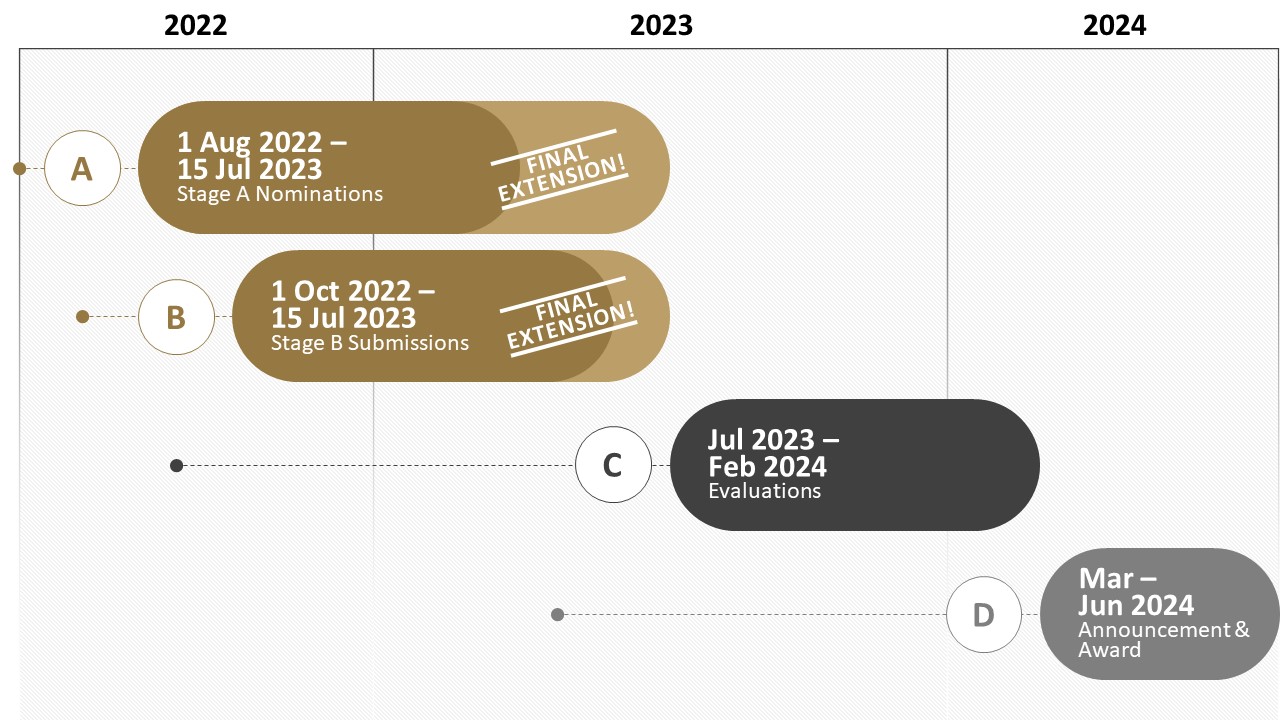 2022
2023
2024
A
1 Aug 2022 –
15 Jul 2023
Stage A Nominations
FINAL
EXTENSION!
B
1 Oct 2022 –
15 Jul 2023
Stage B Submissions
FINAL
EXTENSION!
C
Jul 2023 –
Feb 2024
Evaluations
D
Mar –
Jun 2024
Announcement &
Award